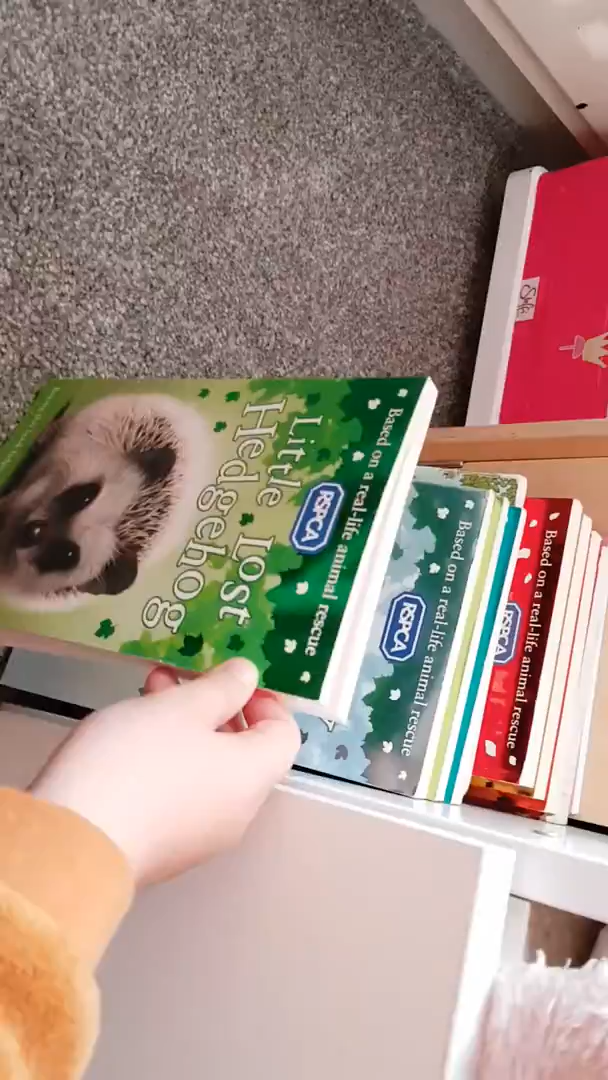 Based on a real-life animal rescue
RSPCA
Little Lost
Hedgehog
Based on a real-life animal rescue
RSPCA
Based on a real-life animal rescue
RSPCA